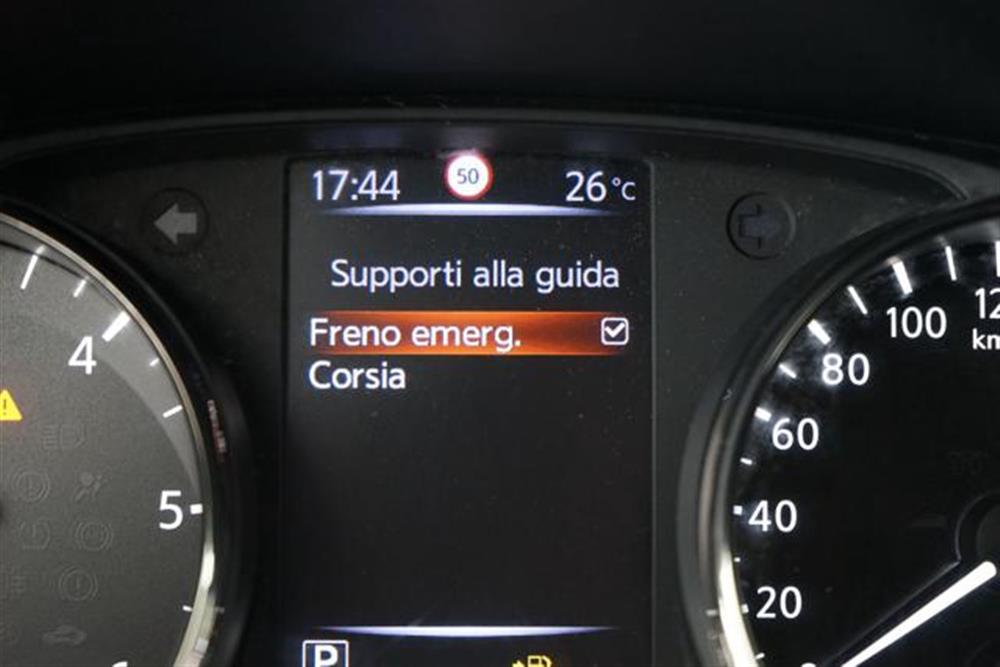 17:44 50 26°C
Supporti alla guida
Freno emerg.
Corsia
4
5
100
80
60
40
20
P